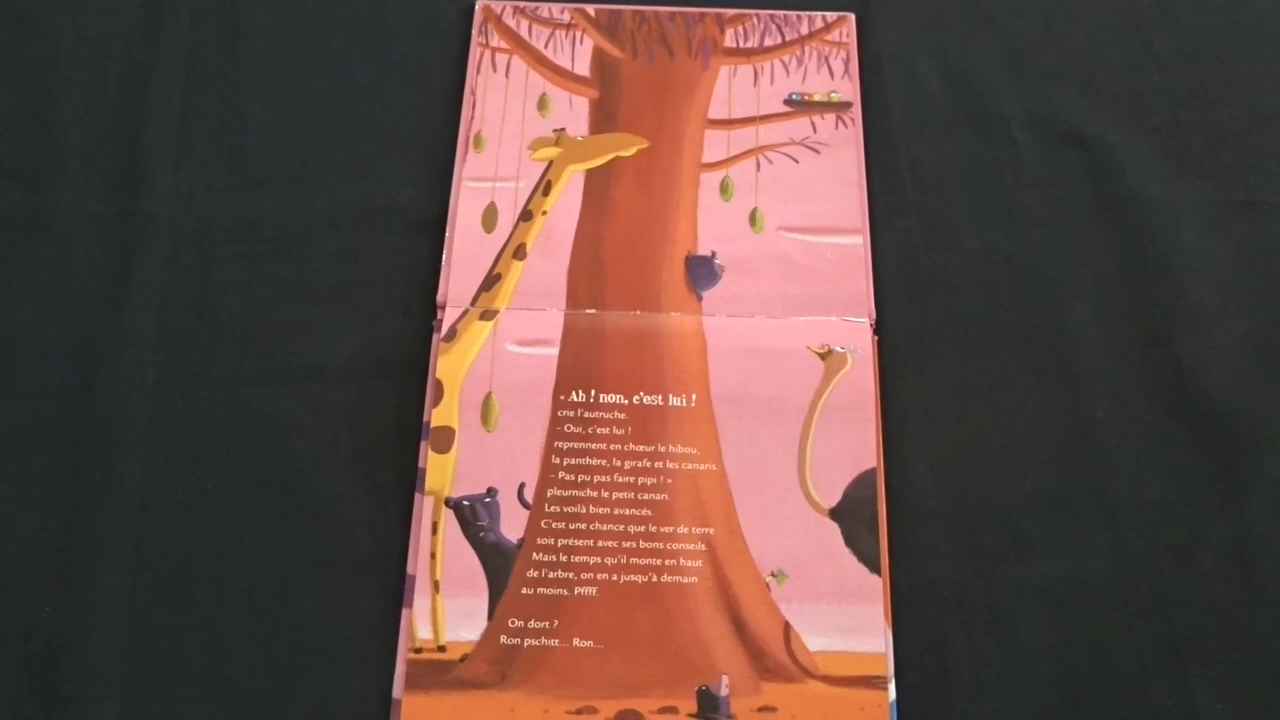 « Ah ! non, c'est lui !
crie l'autruche.
– Oui, c'est lui !
reprennent en chœur le hibou,
la panthère, la girafe et les canaris.
– Pas pu pas faire pipi ! »
pleurniche le petit canari.
Les voilà bien avancés.
C'est une chance que le ver de terre
soit présent avec ses bons conseils.
Mais le temps qu'il monte en haut
de l'arbre, on en a jusqu'à demain
au moins. Pffff.
On dort ?
Ron pschitt... Ron...